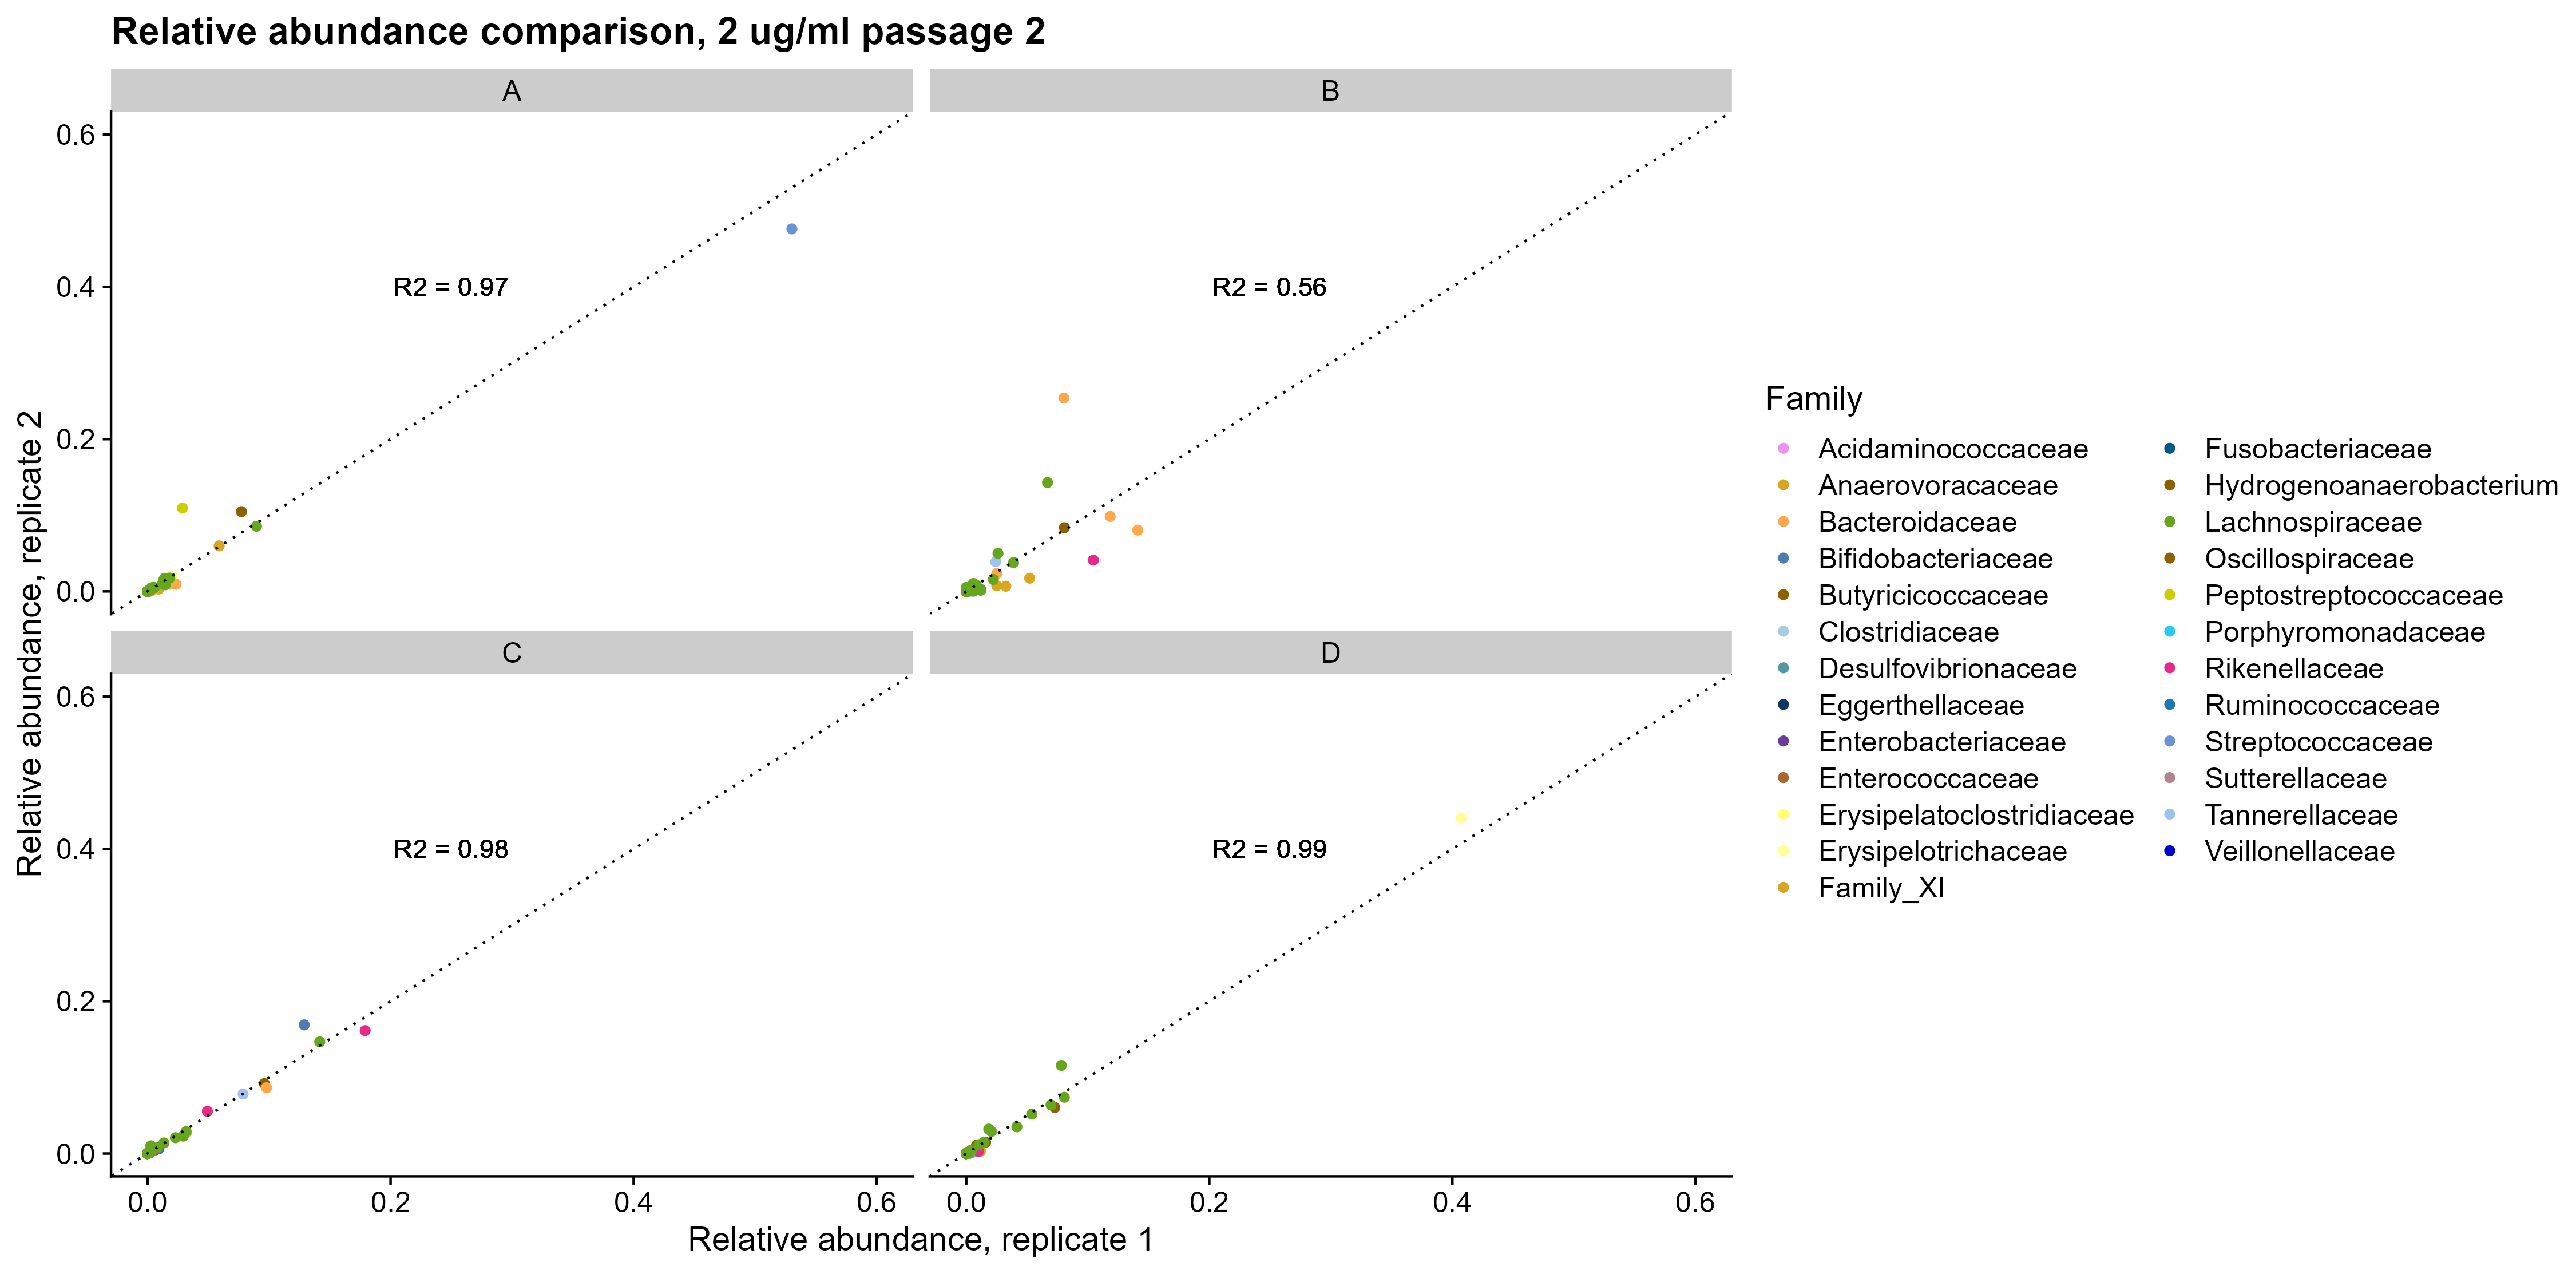 Relative abundance comparison, 2 ug/ml passage 2
A
B
0.6
0.4
0.2
0.0
R2 = 0.97
R2 = 0.56
C
D
0.6
0.4
0.2
0.0
R2 = 0.98
R2 = 0.99
0.0
0.2
0.4
0.6
0.0
0.2
0.4
0.6
Relative abundance, replicate 1
Relative abundance, replicate 2
Family
Acidaminococcaceae
Anaerovoracaceae
Bacteroidaceae
Bifidobacteriaceae
Butyricicoccaceae
Clostridiaceae
Desulfovibrionaceae
Eggerthellaceae
Enterobacteriaceae
Enterococcaceae
Erysipelatoclostridiaceae
Erysipelotrichaceae
Family_XI
Fusobacteriaceae
Hydrogenoanaerobacterium
Lachnospiraceae
Oscillospiraceae
Peptostreptococcaceae
Porphyromonadaceae
Rikenellaceae
Ruminococcaceae
Streptococcaceae
Sutterellaceae
Tannerellaceae
Veillonellaceae